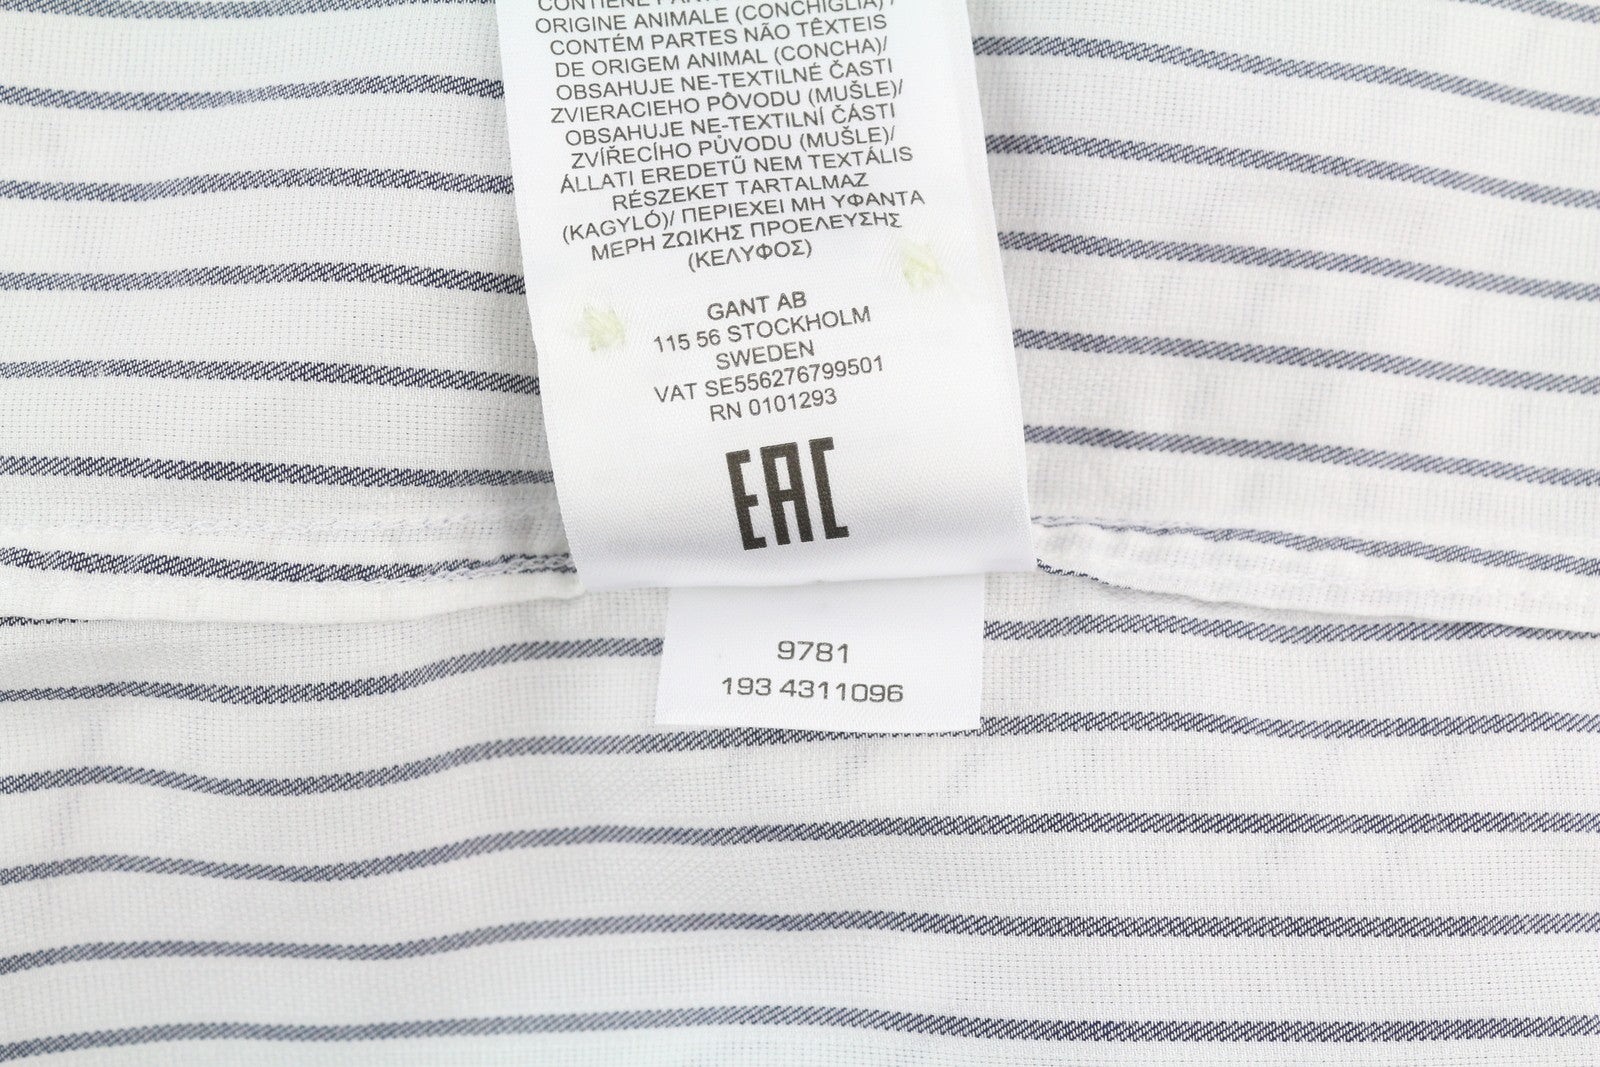 CONTIENE PARTI
ORIGINE ANIMALE (CONCHIGLIA) /
CONTÉM PARTES NÃO TÊXTEIS
DE ORIGEM ANIMAL (CONCHA)/
OBSAHUJE NE-TEXTILNÉ ČASTI
ZVIERACIEHO PÔVODU (MUŠLE)/
OBSAHUJE NE-TEXTILNÍ ČÁSTI
ZVÍŘECÍHO PŮVODU (MUŠLE)/
ÁLLATI EREDETŰ NEM TEXTÁLIS
RÉSZEKET TARTALMAZ
(KAGYLÓ)/ ΠΕΡΙΕΧΕΙ ΜΗ ΥΦΑΝΤΑ
ΜΕΡΗ ΖΩΙΚΗΣ ΠΡΟΕΛΕΥΣΗΣ
(ΚΕΛΥΦΟΣ)
GANT AB
115 56 STOCKHOLM
SWEDEN
VAT SE556276799501
RN 0101293
EAC
9781
193 4311096